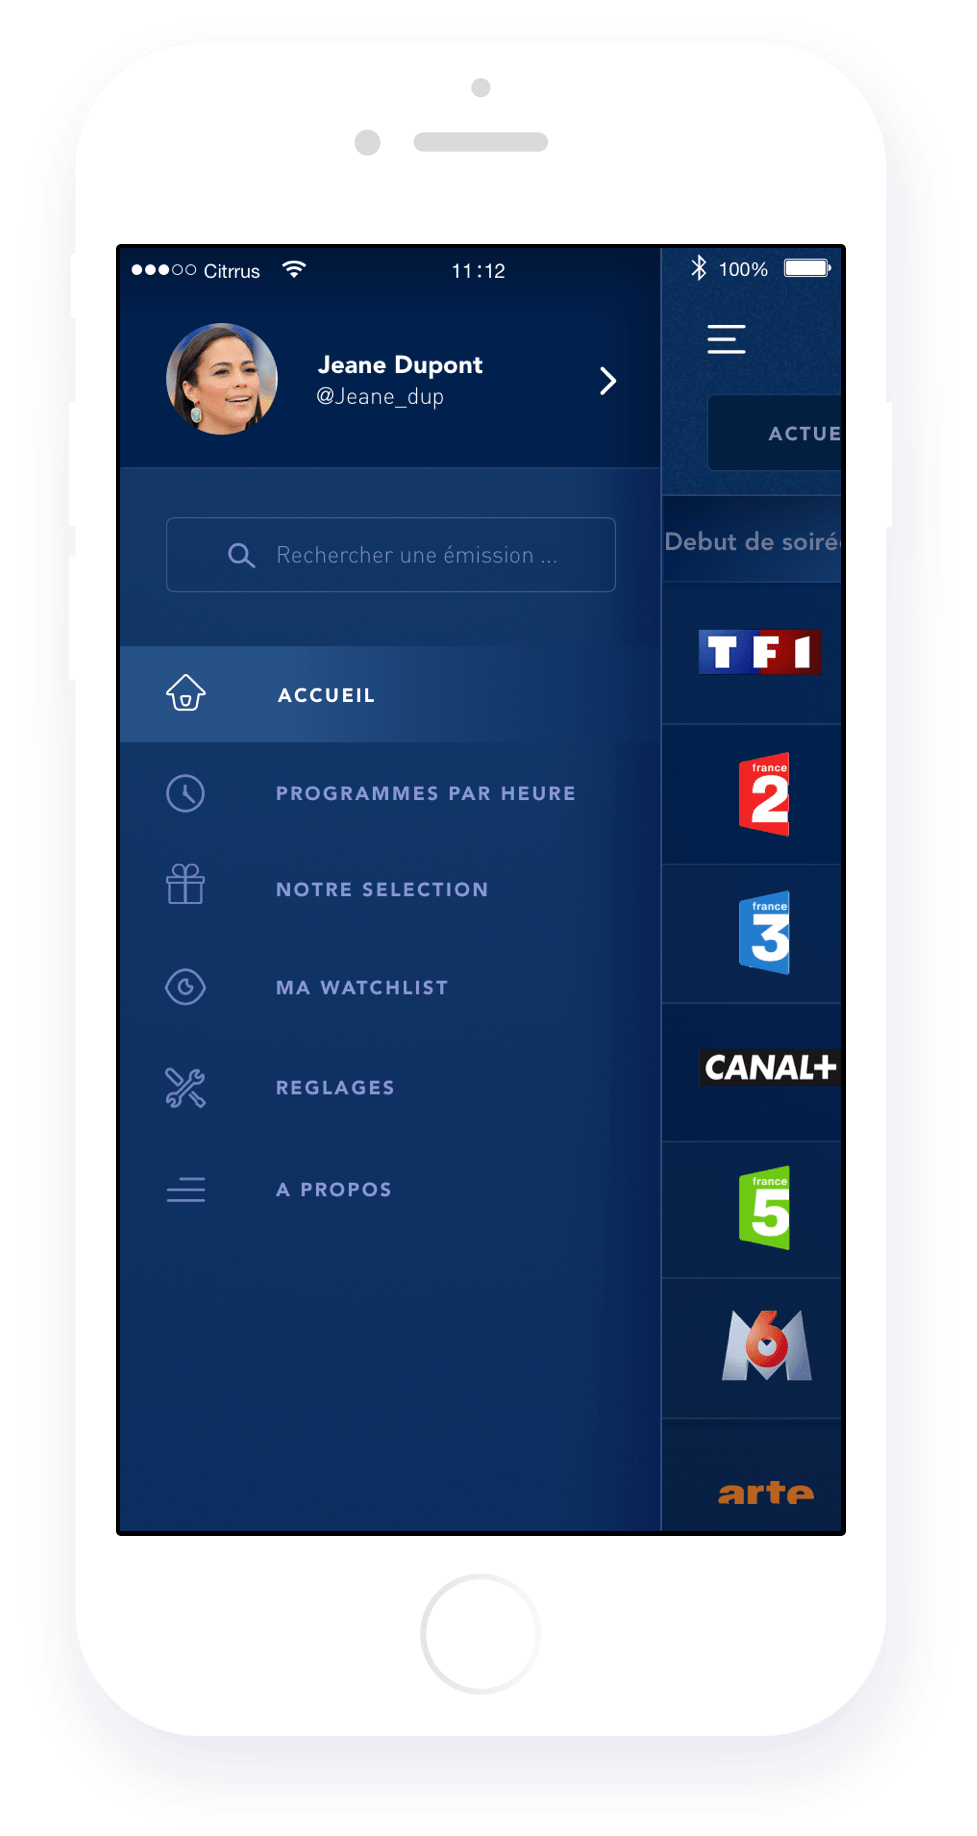 Citrrus
11:12
100%
Jeane Dupont
@Jeane_dup
Rechercher une émission ...
ACCUEIL
PROGRAMMES PAR HEURE
NOTRE SELECTION
MA WATCHLIST
REGLAGES
A PROPOS
ACTUE
Debut de soiré
TF1
france
2
france
3
CANAL+
france
5
M6
arte